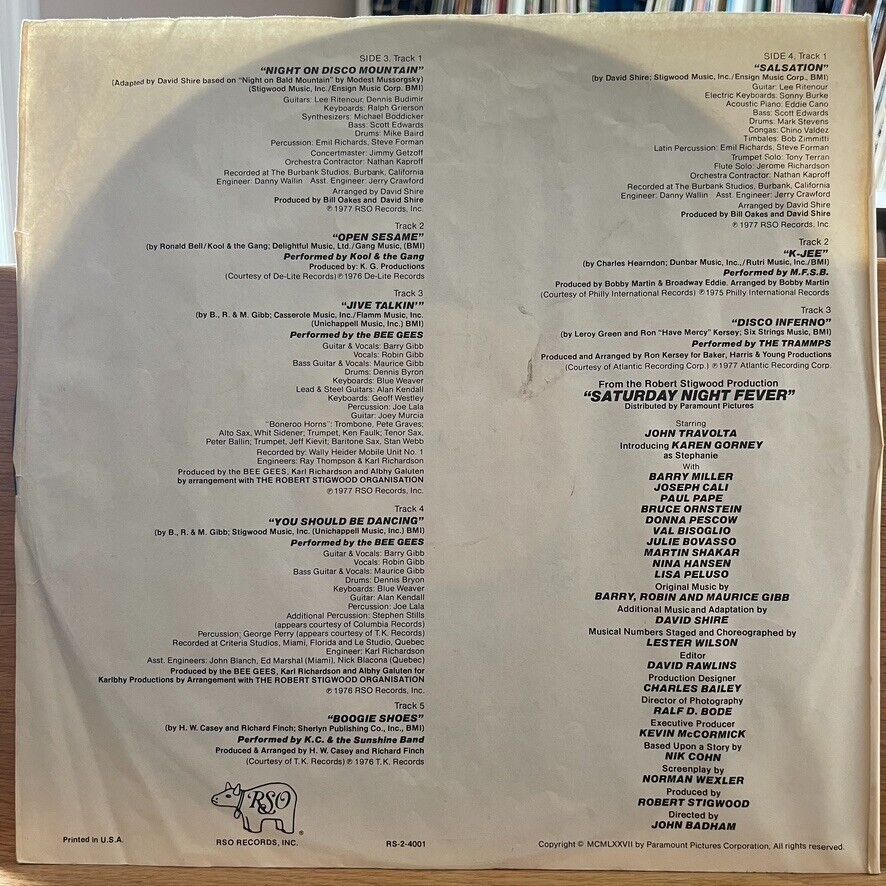 SIDE 3, Track 1
"NIGHT ON DISCO MOUNTAIN"
(Adapted by David Shire based on "Night on Bald Mountain" by Modest Mussorgsky)
(Stigwood Music, Inc./Ensign Music Corp. BMI)
Guitars: Lee Ritenour, Dennis Budimir
Keyboards: Ralph Grierson
Synthesizers: Michael Boddicker
Bass: Scott Edwards
Drums: Mike Baird
Percussion: Emil Richards, Steve Forman
Concertmaster: Jimmy Getzoff
Orchestra Contractor: Nathan Kaproff
Recorded at The Burbank Studios, Burbank, California
Engineer: Danny Wallin Asst. Engineer: Jerry Crawford
Arranged by David Shire
Produced by Bill Oakes and David Shire
℗ 1977 RSO Records, Inc.
Track 2
"OPEN SESAME"
(by Ronald Bell/Kool & the Gang; Delightful Music, Ltd./Gang Music, (BMI)
Performed by Kool & the Gang
Produced by: K. G. Productions
(Courtesy of De-Lite Records) ℗ 1976 De-Lite Records
Track 3
"JIVE TALKIN'"
(by B., R. & M. Gibb; Casserole Music, Inc./Flamm Music, Inc.
(Unichappell Music, Inc.) BMI)
Performed by the BEE GEES
Guitar & Vocals: Barry Gibb
Vocals: Robin Gibb
Bass Guitar & Vocals: Maurice Gibb
Drums: Dennis Byron
Keyboards: Blue Weaver
Lead & Steel Guitars: Alan Kendall
Keyboards: Geoff Westley
Percussion: Joe Lala
Guitar: Joey Murcia
"Boneroo Horns": Trombone, Pete Graves;
Alto Sax, Whit Sidener; Trumpet, Ken Faulk; Tenor Sax,
Peter Ballin; Trumpet, Jeff Kievit; Baritone Sax, Stan Webb
Recorded by: Wally Heider Mobile Unit No. 1
Engineers: Ray Thompson & Karl Richardson
Produced by the BEE GEES, Karl Richardson and Albhy Galuten
by arrangement with THE ROBERT STIGWOOD ORGANISATION
℗ 1977 RSO Records, Inc.
Track 4
"YOU SHOULD BE DANCING"
(by B., R. & M. Gibb; Stigwood Music, Inc. (Unichappell Music, Inc.) BMI)
Performed by the BEE GEES
Guitar & Vocals: Barry Gibb
Vocals: Robin Gibb
Bass Guitar & Vocals: Maurice Gibb
Drums: Dennis Bryon
Keyboards: Blue Weaver
Guitar: Alan Kendall
Percussion: Joe Lala
Additional Percussion: Stephen Stills
(appears courtesy of Columbia Records)
Percussion: George Perry (appears courtesy of T.K. Records)
Recorded at Criteria Studios, Miami, Florida and Le Studio, Quebec
Engineer: Karl Richardson
Asst. Engineers: John Blanch, Ed Marshal (Miami), Nick Blacona (Quebec)
Produced by the BEE GEES, Karl Richardson and Albhy Galuten for
Karlbhy Productions by Arrangement with THE ROBERT STIGWOOD ORGANISATION
℗ 1976 RSO Records, Inc.
Track 5
"BOOGIE SHOES"
(by H. W. Casey and Richard Finch; Sherlyn Publishing Co., Inc., BMI)
Performed by K.C. & the Sunshine Band
Produced & Arranged by H. W. Casey and Richard Finch
(Courtesy of T.K. Records) ℗ 1976 T.K. Records
RSO
®
RSO RECORDS, INC.
Printed in U.S.A.
RS-2-4001
SIDE 4, Track 1
"SALSATION"
(by David Shire; Stigwood Music, Inc./Ensign Music Corp., BMI)
Guitar: Lee Ritenour
Electric Keyboards: Sonny Burke
Acoustic Piano: Eddie Cano
Bass: Scott Edwards
Drums: Mark Stevens
Congas: Chino Valdez
Timbales: Bob Zimmitti
Latin Percussion: Emil Richards, Steve Forman
Trumpet Solo: Tony Terran
Flute Solo: Jerome Richardson
Orchestra Contractor: Nathan Kaproff
Recorded at The Burbank Studios, Burbank, California
Engineer: Danny Wallin Asst. Engineer: Jerry Crawford
Arranged by David Shire
Produced by Bill Oakes and David Shire
℗ 1977 RSO Records, Inc.
Track 2
"K-JEE"
(by Charles Hearndon; Dunbar Music, Inc.,/Rutri Music, Inc./BMI)
Performed by M.F.S.B.
Produced by Bobby Martin & Broadway Eddie. Arranged by Bobby Martin
(Courtesy of Philly International Records) ℗ 1975 Philly International Records
Track 3
"DISCO INFERNO"
(by Leroy Green and Ron "Have Mercy" Kersey; Six Strings Music, BMI)
Performed by THE TRAMMPS
Produced and Arranged by Ron Kersey for Baker, Harris & Young Productions
(Courtesy of Atlantic Recording Corp.) ℗ 1977 Atlantic Recording Corp.
From the Robert Stigwood Production
"SATURDAY NIGHT FEVER"
Distributed by Paramount Pictures
Starring
JOHN TRAVOLTA
Introducing KAREN GORNEY
as Stephanie
With
BARRY MILLER
JOSEPH CALI
PAUL PAPE
BRUCE ORNSTEIN
DONNA PESCOW
VAL BISOGLIO
JULIE BOVASSO
MARTIN SHAKAR
NINA HANSEN
LISA PELUSO
Original Music by
BARRY, ROBIN AND MAURICE GIBB
Additional Music and Adaptation by
DAVID SHIRE
Musical Numbers Staged and Choreographed by
LESTER WILSON
Editor
DAVID RAWLINS
Production Designer
CHARLES BAILEY
Director of Photography
RALF D. BODE
Executive Producer
KEVIN McCORMICK
Based Upon a Story by
NIK COHN
Screenplay by
NORMAN WEXLER
Produced by
ROBERT STIGWOOD
Directed by
JOHN BADHAM
Copyright © MCMLXXVII by Paramount Pictures Corporation, All rights reserved.